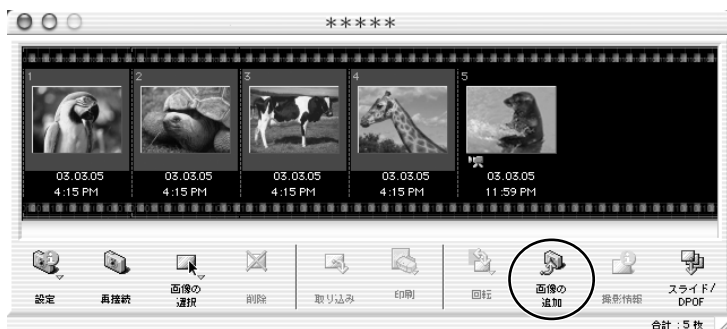 *****
1 2 3 4 5
03.03.05 03.03.05 03.03.05 03.03.05 03.03.05
4:15 PM 4:15 PM 4:15 PM 4:15 PM 11:59 PM
設定 再接続 画像の選択 削除 取り込み 印刷 回転 画像の追加 撮影情報 スライド/DPOF
合計:5枚